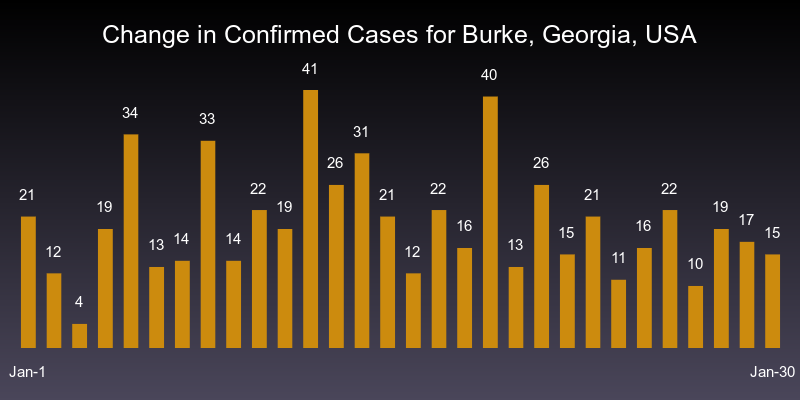 Change in Confirmed Cases for Burke, Georgia, USA
21 12 4 19 34 13 14 33 14 22 19 41 26 31 21 12 22 16 40 13 26 15 21 11 16 22 10 19 17 15
Jan-1 Jan-30